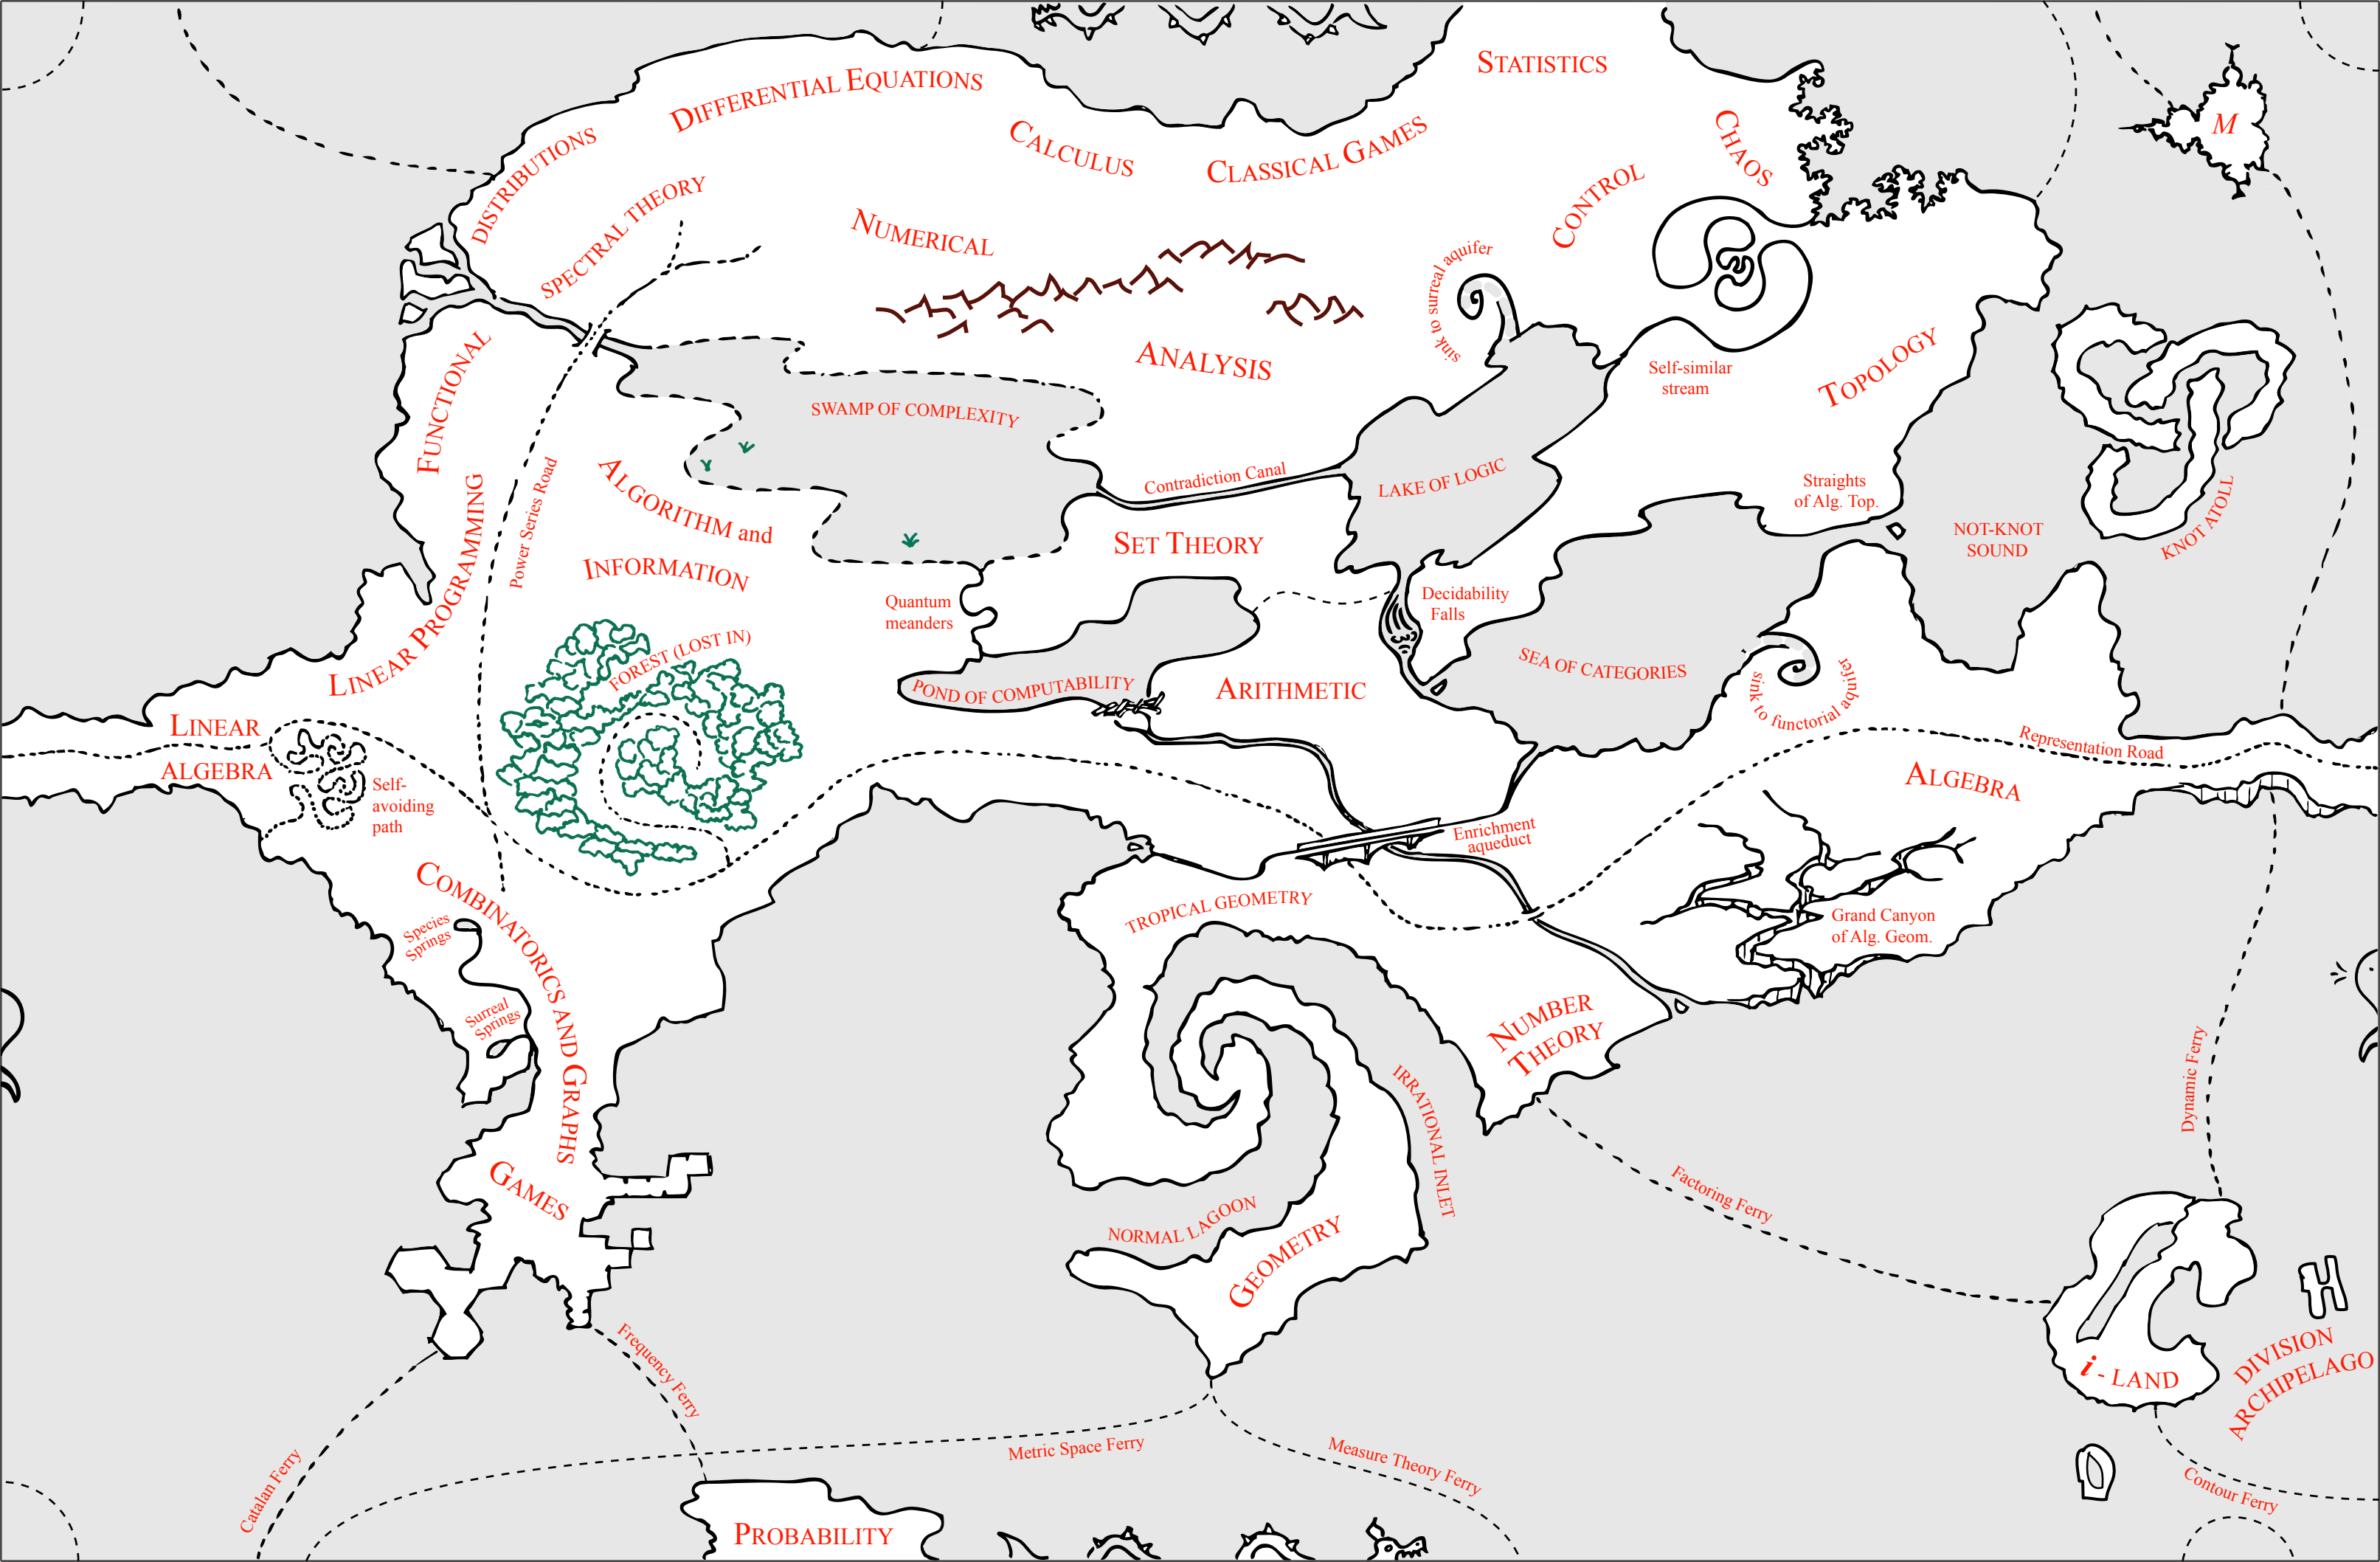 STATISTICS
DIFFERENTIAL EQUATIONS
CALCULUS
CLASSICAL GAMES
CHAOS
M
DISTRIBUTIONS
SPECTRAL THEORY
NUMERICAL
CONTROL
sink to surreal aquifer
ANALYSIS
FUNCTIONAL
Self-similar
stream
TOPOLOGY
SWAMP OF COMPLEXITY
Power Series Road
ALGORITHM and
INFORMATION
Contradiction Canal
LAKE OF LOGIC
Straights
of Alg. Top.
NOT-KNOT
SOUND
KNOT ATOLL
SET THEORY
LINEAR PROGRAMMING
Quantum
meanders
Decidability
Falls
FOREST (LOST IN)
POND OF COMPUTABILITY
ARITHMETIC
SEA OF CATEGORIES
sink to functorial aquifer
LINEAR
ALGEBRA
Self-
avoiding
path
Representation Road
ALGEBRA
Enrichment
aqueduct
COMBINATORICS AND GRAPHS
Species
Springs
TROPICAL GEOMETRY
Grand Canyon
of Alg. Geom.
Surreal
Springs
NUMBER
THEORY
IRRATIONAL INLET
Dynamic Ferry
GAMES
NORMAL LAGOON
GEOMETRY
Factoring Ferry
i - LAND
DIVISION
ARCHIPELAGO
Frequency Ferry
Catalan Ferry
Metric Space Ferry
Measure Theory Ferry
Contour Ferry
PROBABILITY